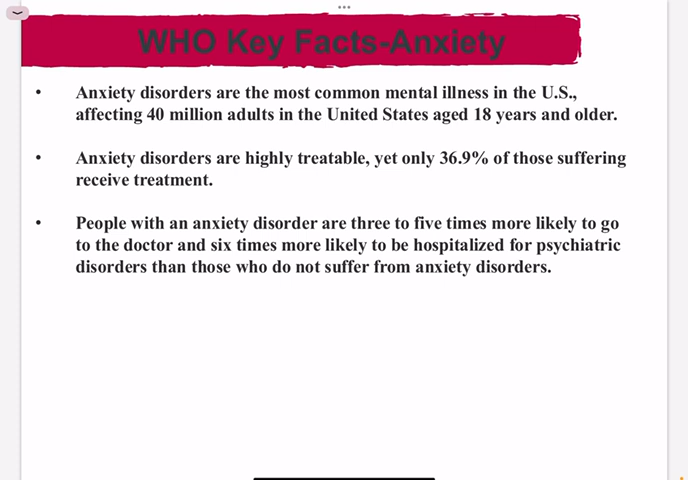 WHO Key Facts-Anxiety
• Anxiety disorders are the most common mental illness in the U.S.,
affecting 40 million adults in the United States aged 18 years and older.
• Anxiety disorders are highly treatable, yet only 36.9% of those suffering
receive treatment.
• People with an anxiety disorder are three to five times more likely to go
to the doctor and six times more likely to be hospitalized for psychiatric
disorders than those who do not suffer from anxiety disorders.